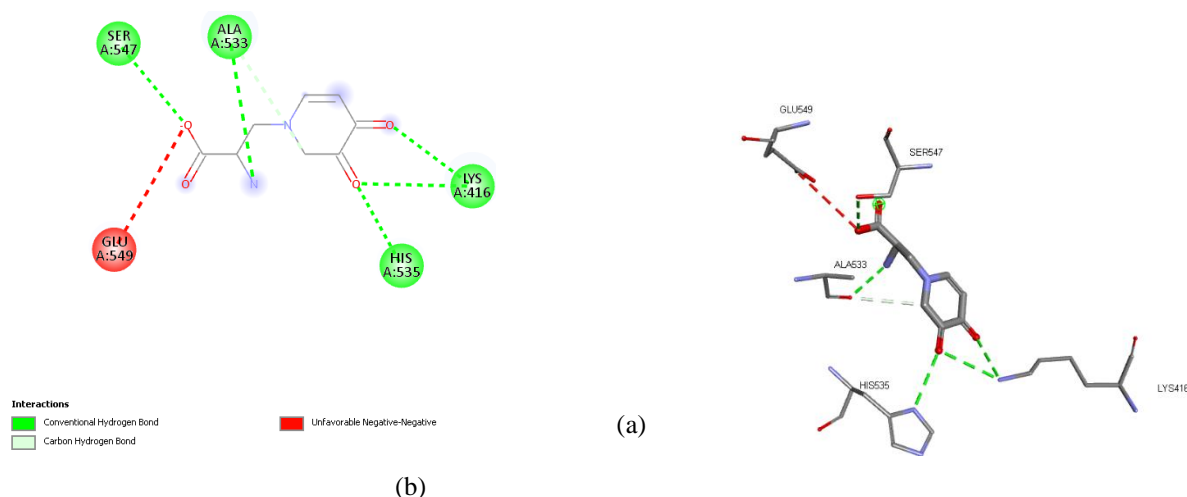 SER
A:547
ALA
A:533
N
O
O
O
O
N
LYS
A:416
HIS
A:535
GLU
A:549
Interactions
Conventional Hydrogen Bond
Carbon Hydrogen Bond
Unfavorable Negative-Negative
(b)
GLU549
SER547
ALA533
HIS535
LYS416
(a)